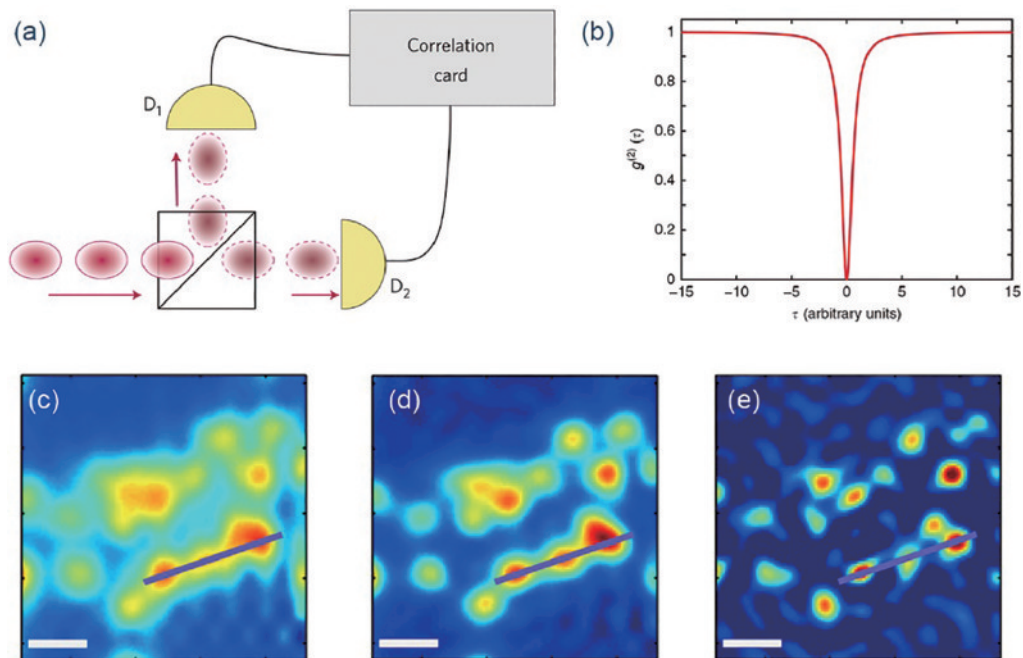 (a)
Correlation
card
D1
D2
(b)
g(2) (τ)
1
0.8
0.6
0.4
0.2
0
−15
−10
−5
0
5
10
15
τ (arbitrary units)
(c)
(d)
(e)